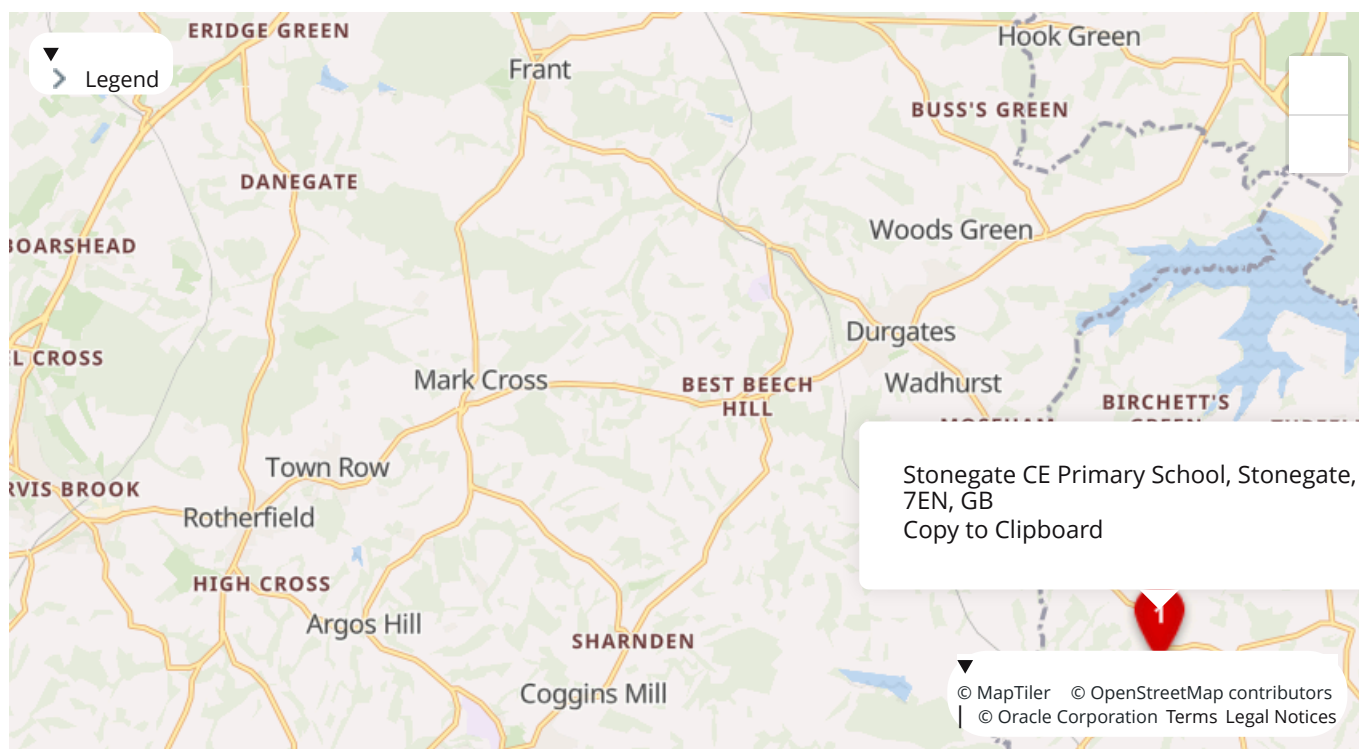 ERIDGE GREEN
Hook Green
Legend
Frant
BUSS'S GREEN
DANEGATE
Woods Green
BOARSHEAD
Durgates
L CROSS
Mark Cross
BEST BEECH
HILL
Wadhurst
BIRCHETT'S
Town Row
RVIS BROOK
Rotherfield
Stonegate CE Primary School, Stonegate,
7EN, GB
Copy to Clipboard
HIGH CROSS
Argos Hill
1
SHARNDEN
Coggins Mill
© MapTiler © OpenStreetMap contributors
| © Oracle Corporation Terms Legal Notices